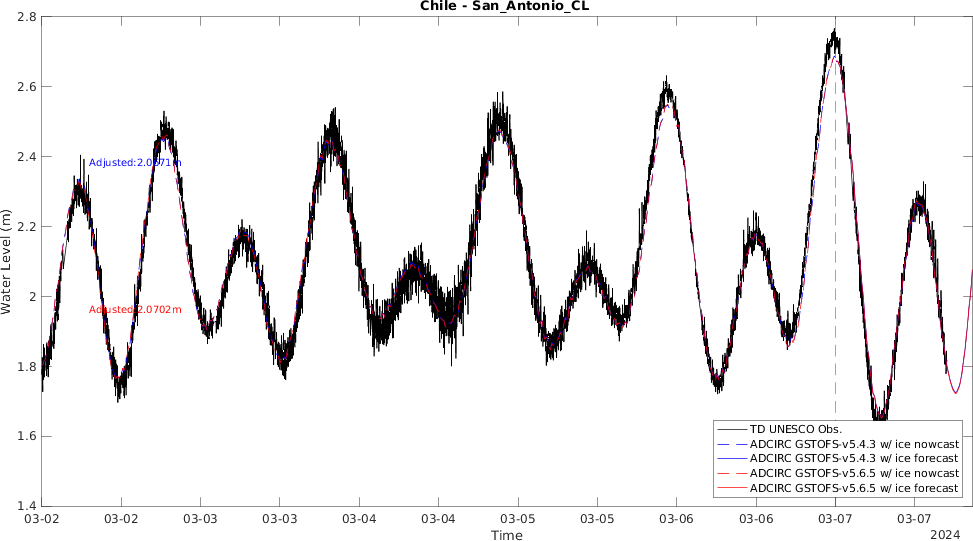 Chile - San_Antonio_CL
2.8
2.6
2.4
2.2
2
1.8
1.6
1.4
Water Level (m)
Adjusted:2.0671m
Adjusted:2.0702m
TD UNESCO Obs.
ADCIRC GSTOFS-v5.4.3 w/ ice nowcast
ADCIRC GSTOFS-v5.4.3 w/ ice forecast
ADCIRC GSTOFS-v5.6.5 w/ ice nowcast
ADCIRC GSTOFS-v5.6.5 w/ ice forecast
03-02 03-02 03-03 03-03 03-04 03-04 03-05 03-05 03-06 03-06 03-07 03-07
Time
2024